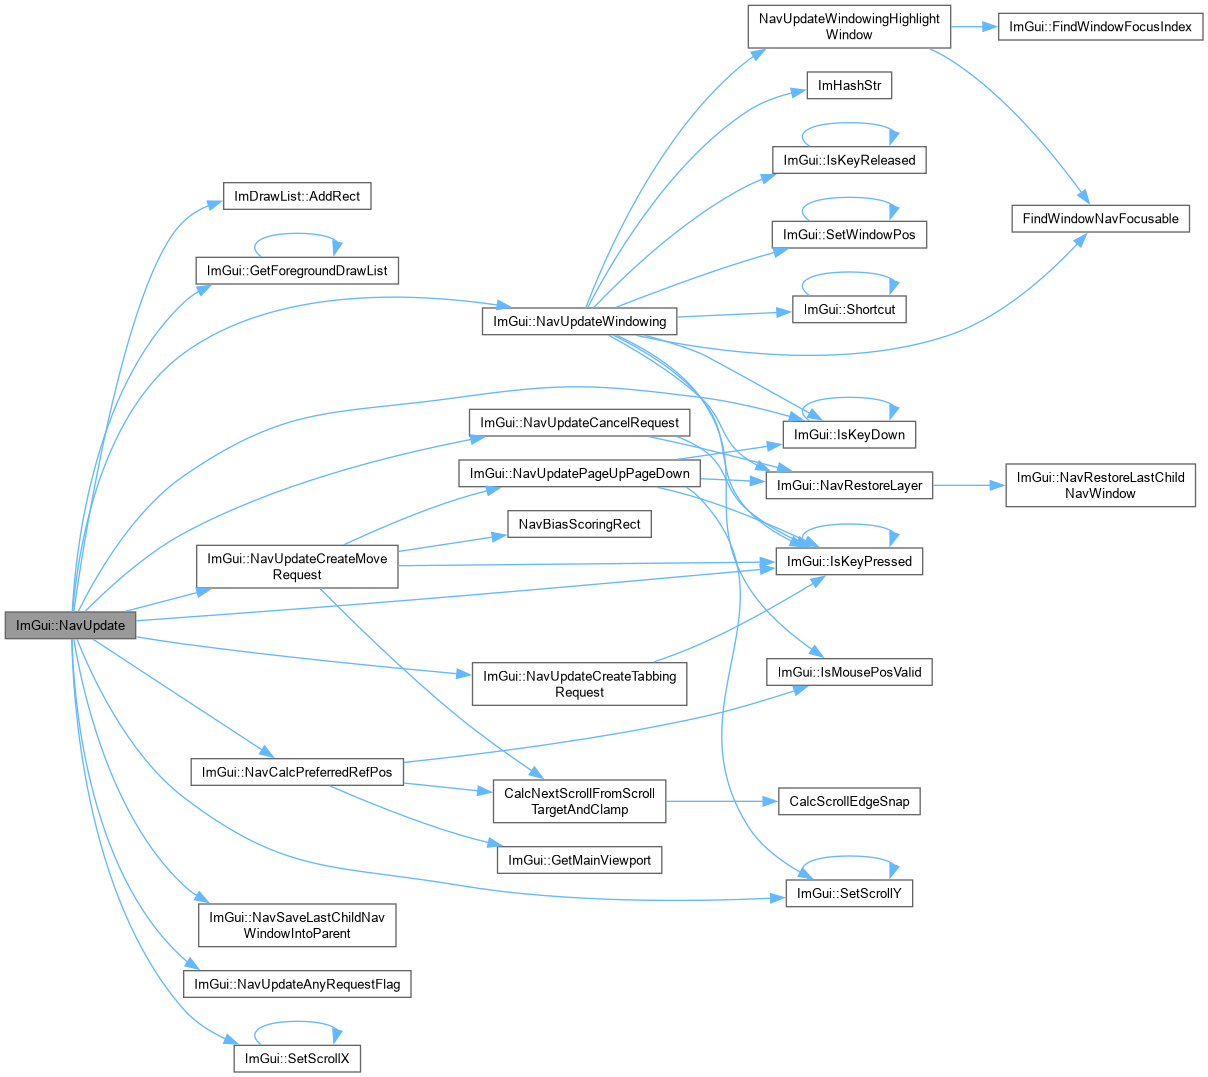 NavUpdateWindowingHighlight
Window
ImGui::FindWindowFocusIndex
ImHashStr
ImGui::IsKeyReleased
ImDrawList::AddRect
FindWindowNavFocusable
ImGui::SetWindowPos
ImGui::GetForegroundDrawList
ImGui::Shortcut
ImGui::NavUpdateWindowing
ImGui::NavUpdateCancelRequest
ImGui::IsKeyDown
ImGui::NavUpdatePageUpPageDown
ImGui::NavRestoreLayer
ImGui::NavRestoreLastChild
NavWindow
NavBiasScoringRect
ImGui::NavUpdateCreateMove
Request
ImGui::IsKeyPressed
ImGui::NavUpdate
ImGui::NavUpdateCreateTabbing
Request
ImGui::IsMousePosValid
ImGui::NavCalcPreferredRefPos
CalcNextScrollFromScroll
TargetAndClamp
CalcScrollEdgeSnap
ImGui::GetMainViewport
ImGui::SetScrollY
ImGui::NavSaveLastChildNav
WindowIntoParent
ImGui::NavUpdateAnyRequestFlag
ImGui::SetScrollX